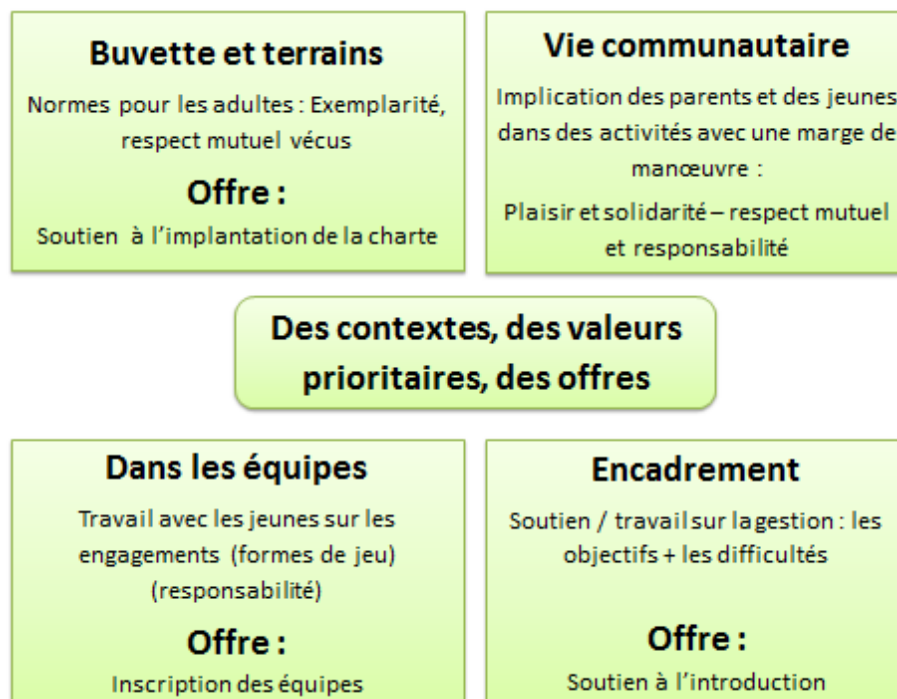 Buvette et terrains
Normes pour les adultes : Exemplarité,
respect mutuel vécus
Offre :
Soutien à l'implantation de la charte
Vie communautaire
Implication des parents et des jeunes
dans des activités avec une marge de
manœuvre :
Plaisir et solidarité – respect mutuel
et responsabilité
Des contextes, des valeurs
prioritaires, des offres
Dans les équipes
Travail avec les jeunes sur les
engagements (formes de jeu)
(responsabilité)
Offre :
Inscription des équipes
Encadrement
Soutien / travail sur la gestion : les
objectifs + les difficultés
Offre :
Soutien à l'introduction